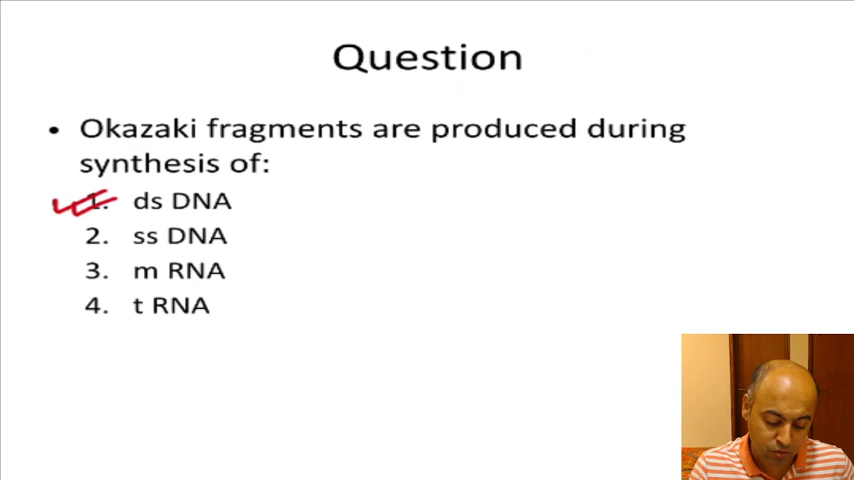 Question
• Okazaki fragments are produced during
synthesis of:
1. ds DNA
2. ss DNA
3. m RNA
4. t RNA